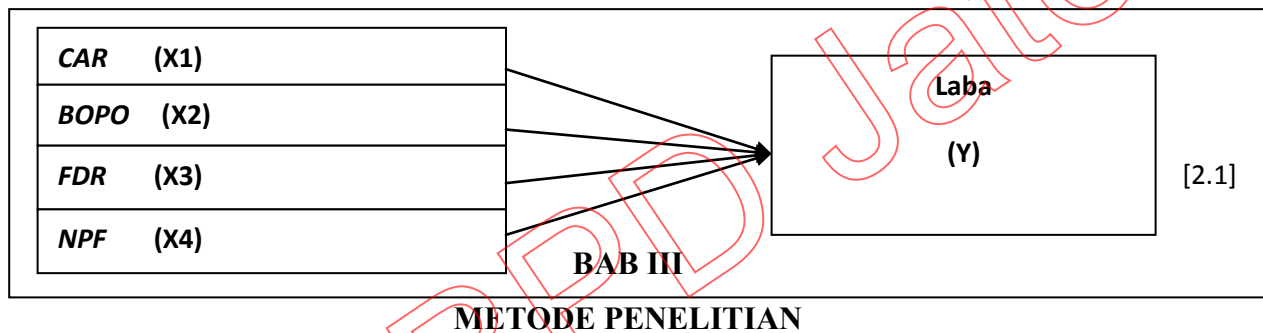 CAR (X1)
BOPO (X2)
FDR (X3)
NPF (X4)
Laba
(Y)
[2.1]
BAB III
METODE PENELITIAN